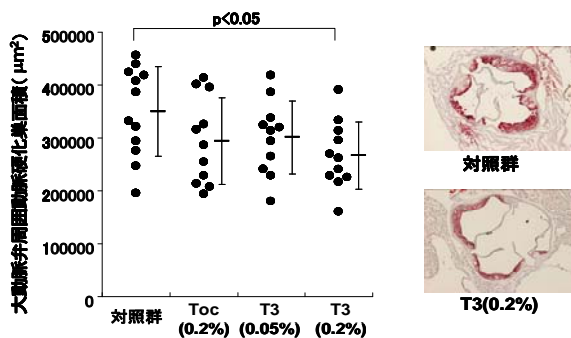 p<0.05
大動脈弁周囲動脈硬化巣面積( μm²)
500000
400000
300000
200000
100000
0
対照群
Toc
(0.2%)
T3
(0.05%)
T3
(0.2%)
対照群
T3(0.2%)